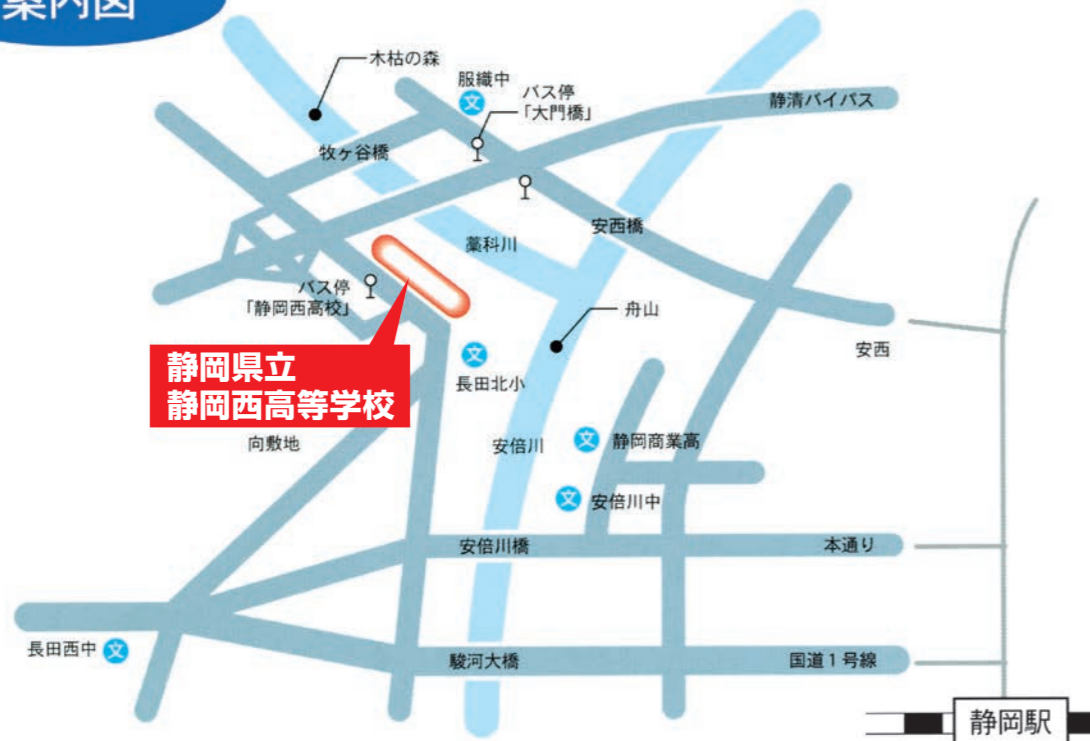 案内図
木枯の森
服織中
文
バス停
「大門橋」
静清バイパス
牧ヶ谷橋
安西橋
藁科川
バス停
「静岡西高校」
舟山
安西
静岡県立
静岡西高等学校
文
長田北小
向敷地
安倍川
文
静岡商業高
文
安倍川中
安倍川橋
本通り
長田西中
文
駿河大橋
国道1号線
静岡駅